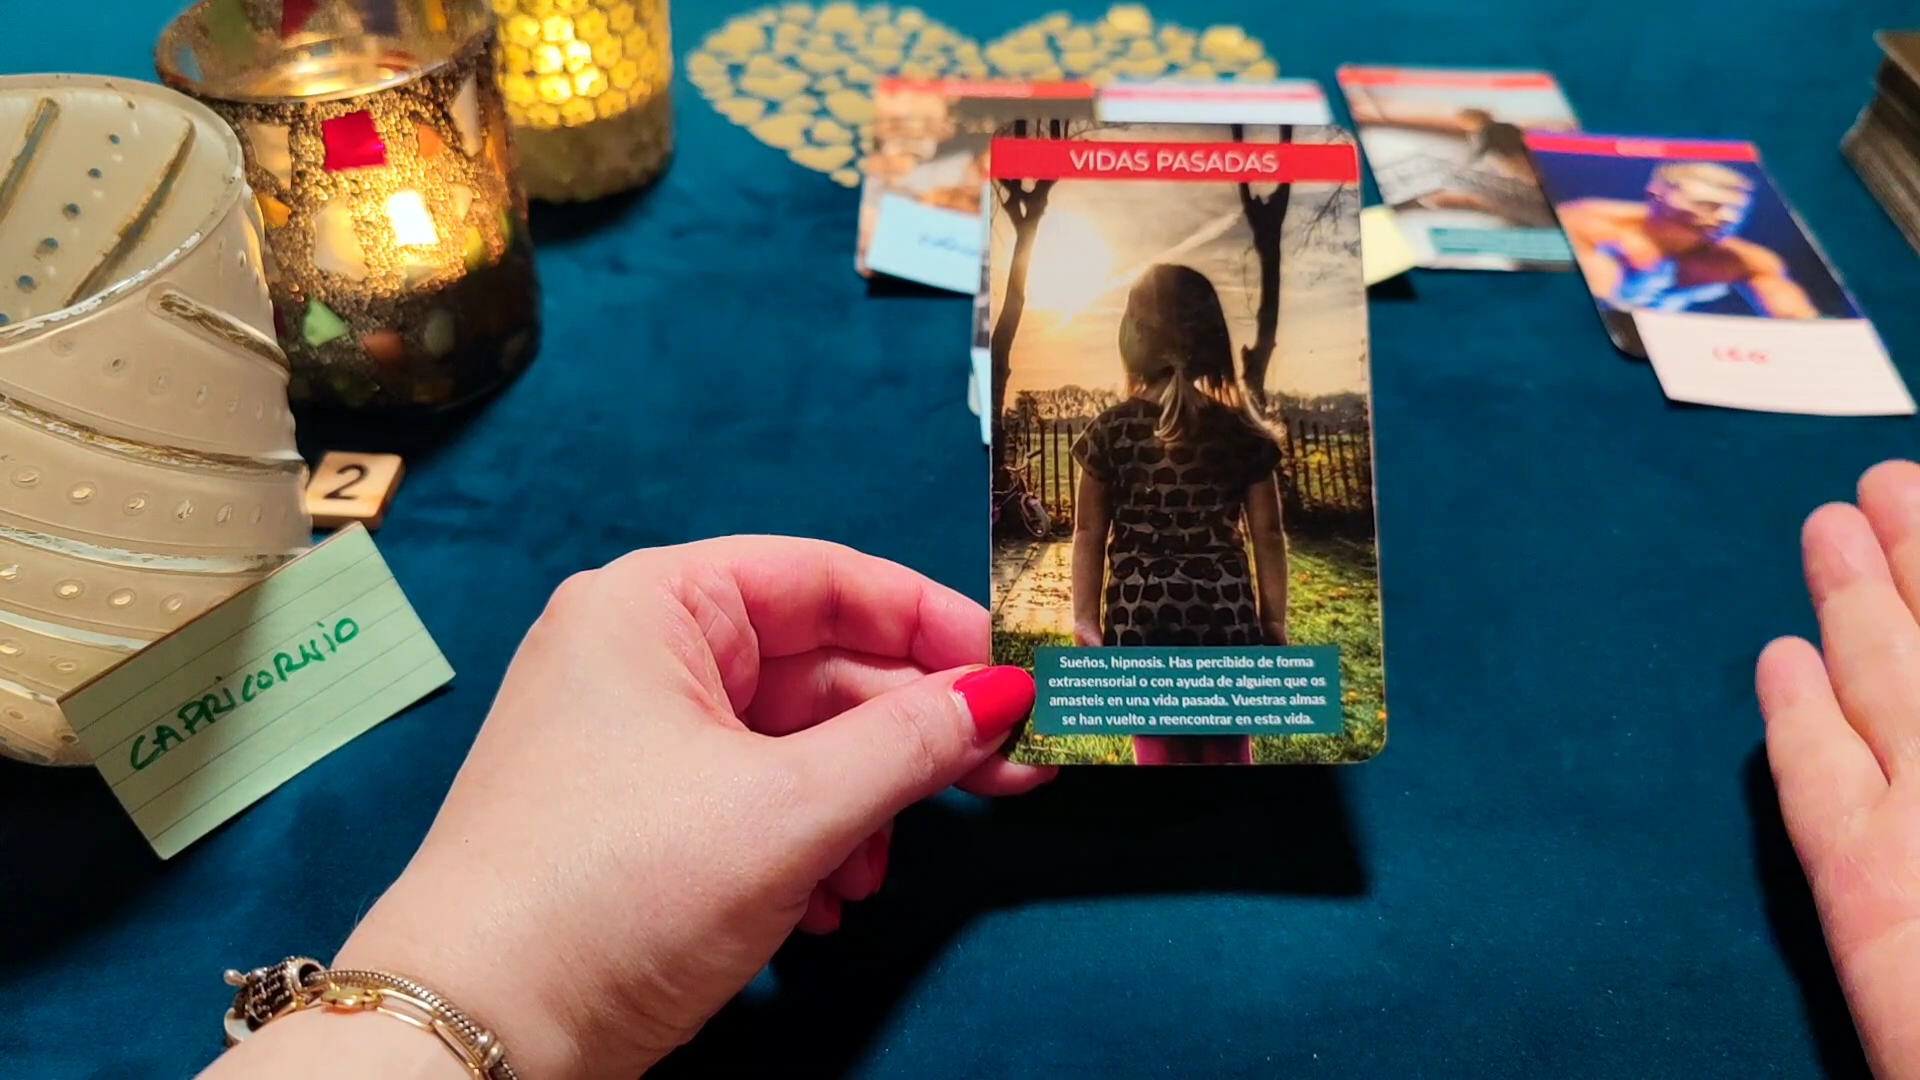 VIDAS PASADAS
Sueños, hipnosis. Has percibido de forma
extrasensorial o con ayuda de alguien que os
amasteis en una vida pasada. Vuestras almas
se han vuelto a reencontrar en esta vida.
LEO
2
CAPRICORNIO